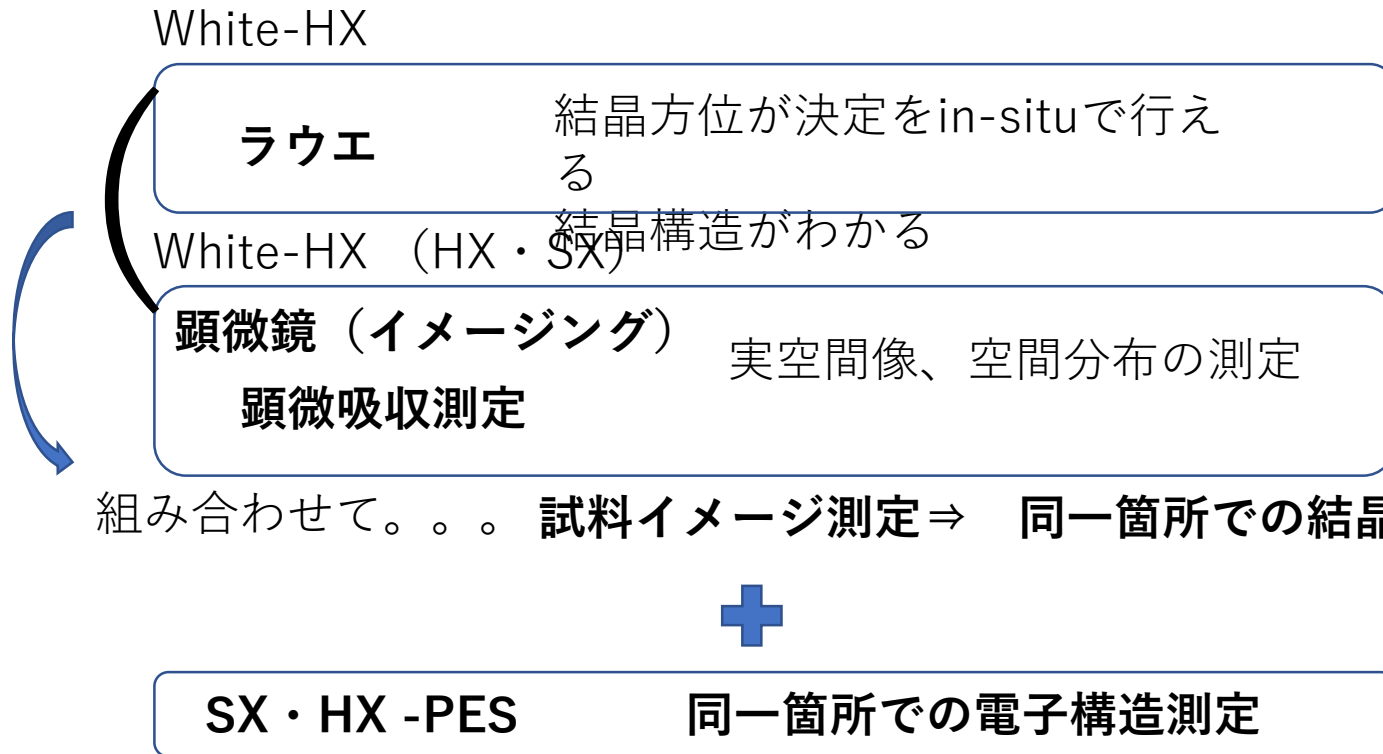 White-HX
ラウエ
結晶方位が決定をin-situで行え
る
結晶構造がわかる
White-HX （HX・SX）
顕微鏡（イメージング）
顕微吸収測定
実空間像、空間分布の測定
組み合わせて。。。 試料イメージ測定⇒ 同一箇所での結晶
SX・HX -PES 同一箇所での電子構造測定